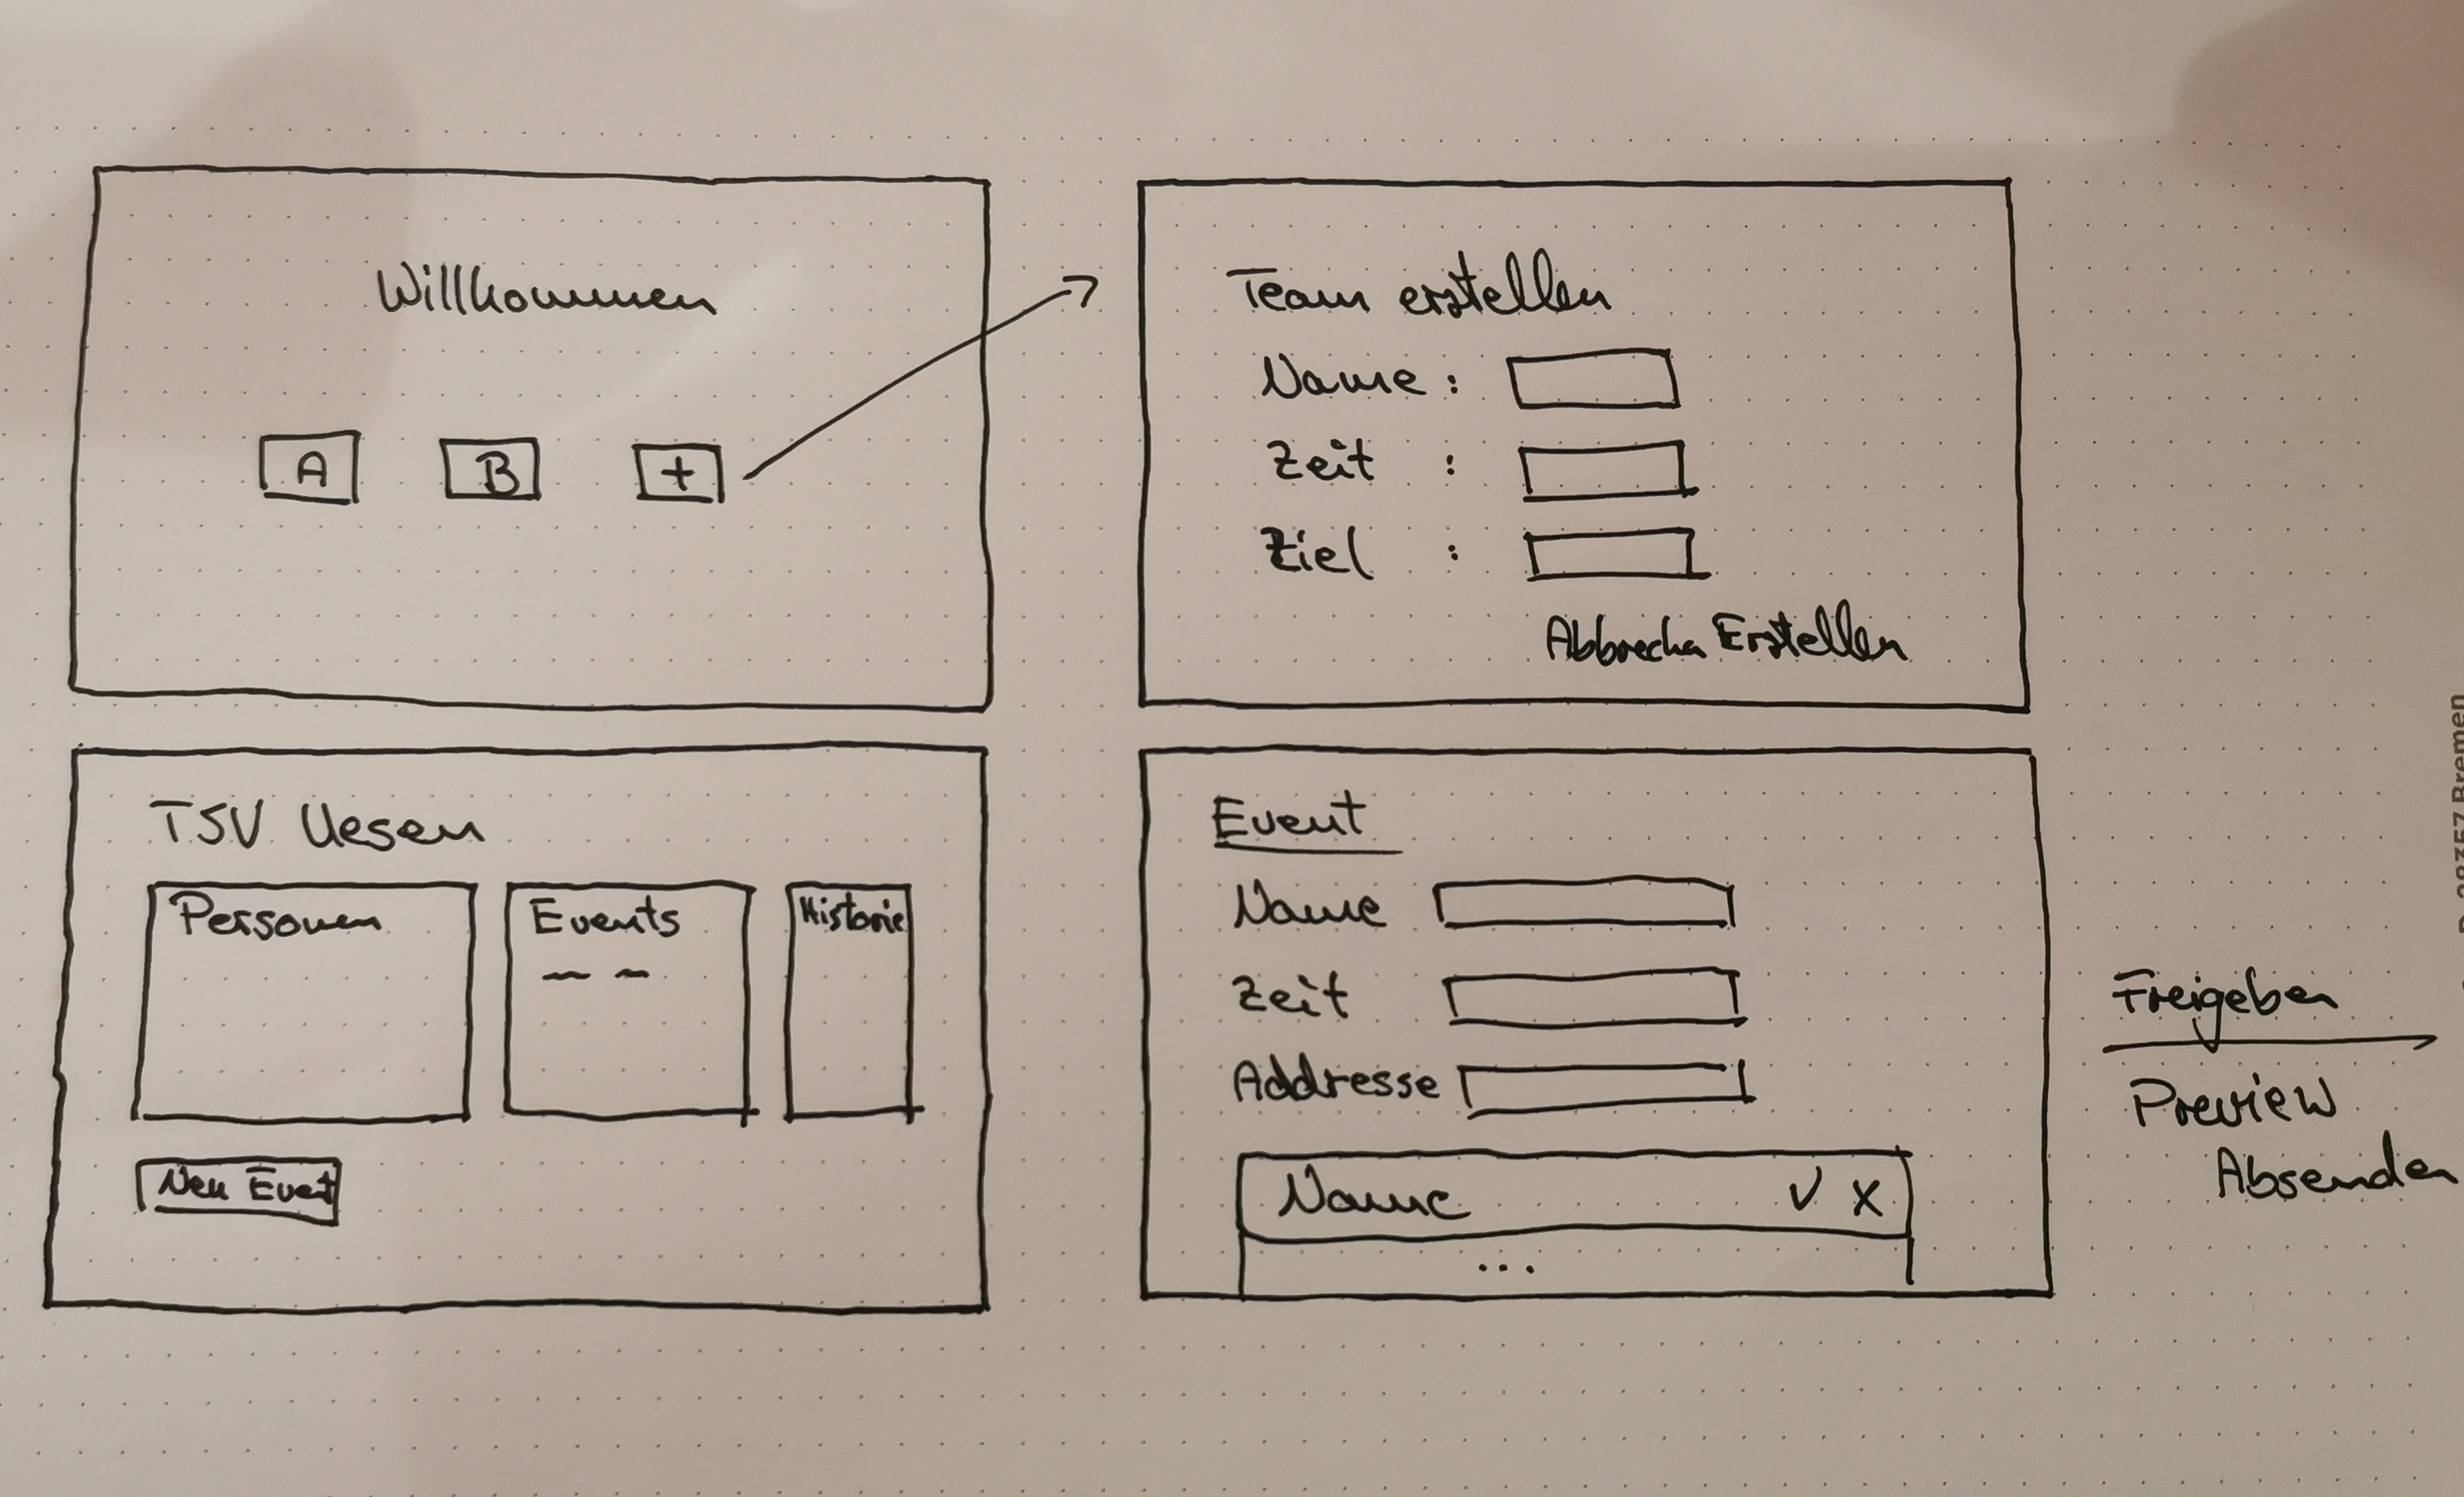 Willkommen
A B +
Team erstellen
Name :
Zeit :
Ziel :
Abbrechen Erstellen
TSV Uesen
Personen Events Historie
Neu Event
Event
Name
Zeit
Addresse
Name ✓ x
...
Freigeben
Preview
Absenden
28357 Bremen